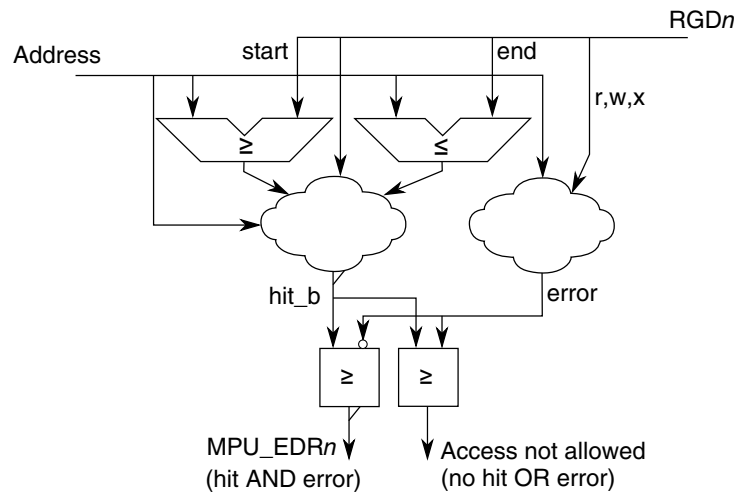 RGDn
Address
start
end
r,w,x
≥
≤
hit_b
error
≥
≥
MPU_EDRn
(hit AND error)
Access not allowed
(no hit OR error)